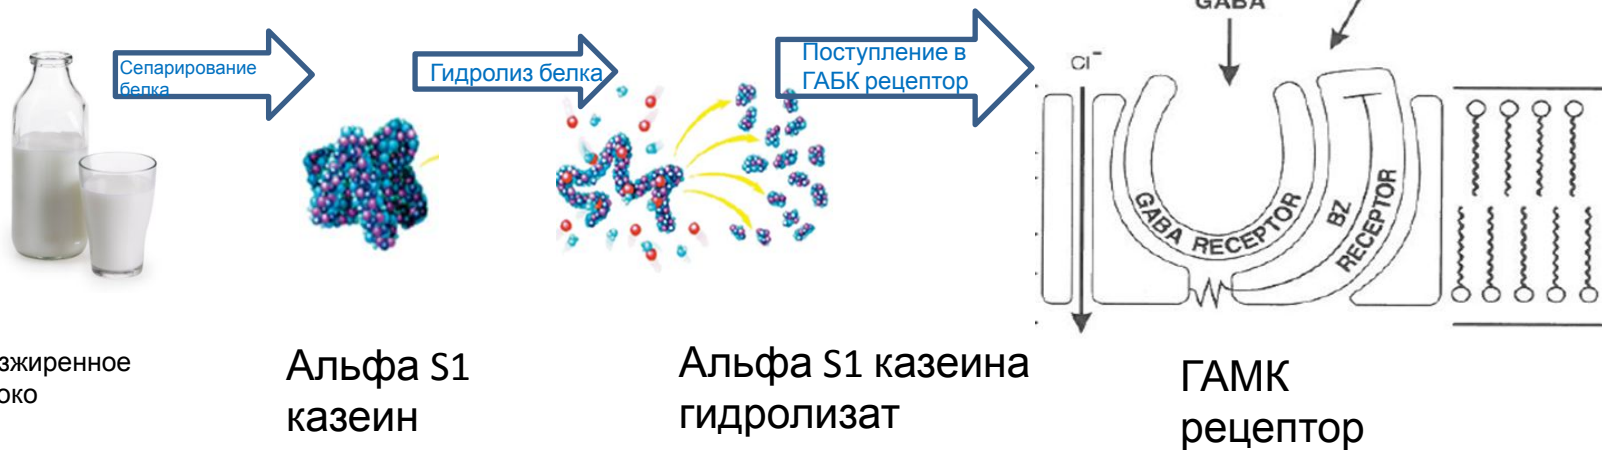 GABA
Сепарирование
белка
Гидролиз белка
Поступление в
ГАБК рецептор
Cl⁻
GABA RECEPTOR
BZ
RECEPTOR
зжиренное
око
Альфа S1
казеин
Альфа S1 казеина
гидролизат
ГАМК
рецептор